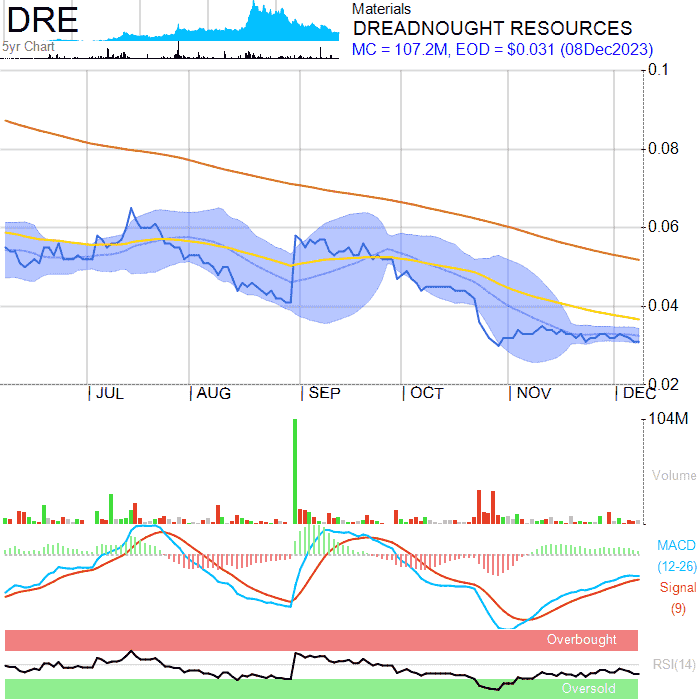 DRE
5yr Chart
Materials
DREADNOUGHT RESOURCES
MC = 107.2M, EOD = $0.031 (08Dec2023)
0.1
0.08
0.06
0.04
0.02
JUL
AUG
SEP
OCT
NOV
DEC
104M
Volume
MACD
(12-26)
Signal
(9)
Overbought
RSI(14)
Oversold